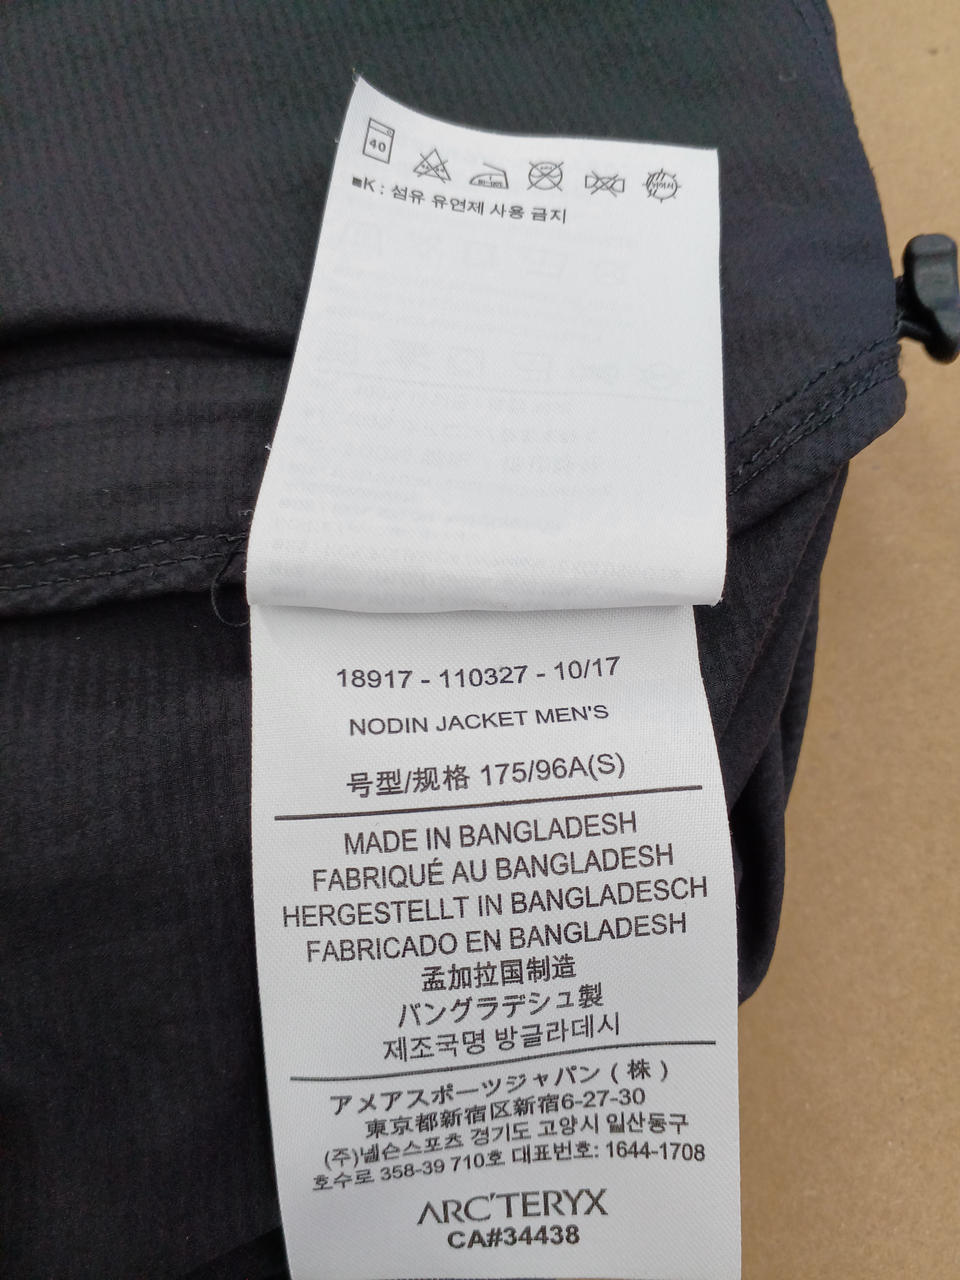 40
■K : 섬유 유연제 사용 금지
18917 - 110327 - 10/17
NODIN JACKET MEN'S
号型/规格 175/96A(S)
MADE IN BANGLADESH
FABRIQUÉ AU BANGLADESH
HERGESTELLT IN BANGLADESCH
FABRICADO EN BANGLADESH
孟加拉国制造
バングラデシュ製
제조국명 방글라데시
アメアスポーツジャパン ( 株 )
東京都新宿区新宿6-27-30
(주)넬슨스포츠 경기도 고양시 일산동구
호수로 358-39 710호 대표번호: 1644-1708
ARC'TERYX
CA#34438